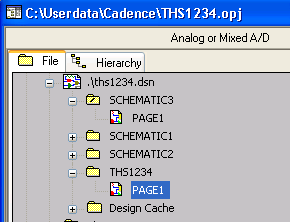 C:\Userdata\Cadence\THS1234.opj
Analog or Mixed A/D
File Hierarchy
.\ths1234.dsn
SCHEMATIC3
PAGE1
SCHEMATIC1
SCHEMATIC2
THS1234
PAGE1
Design Cache